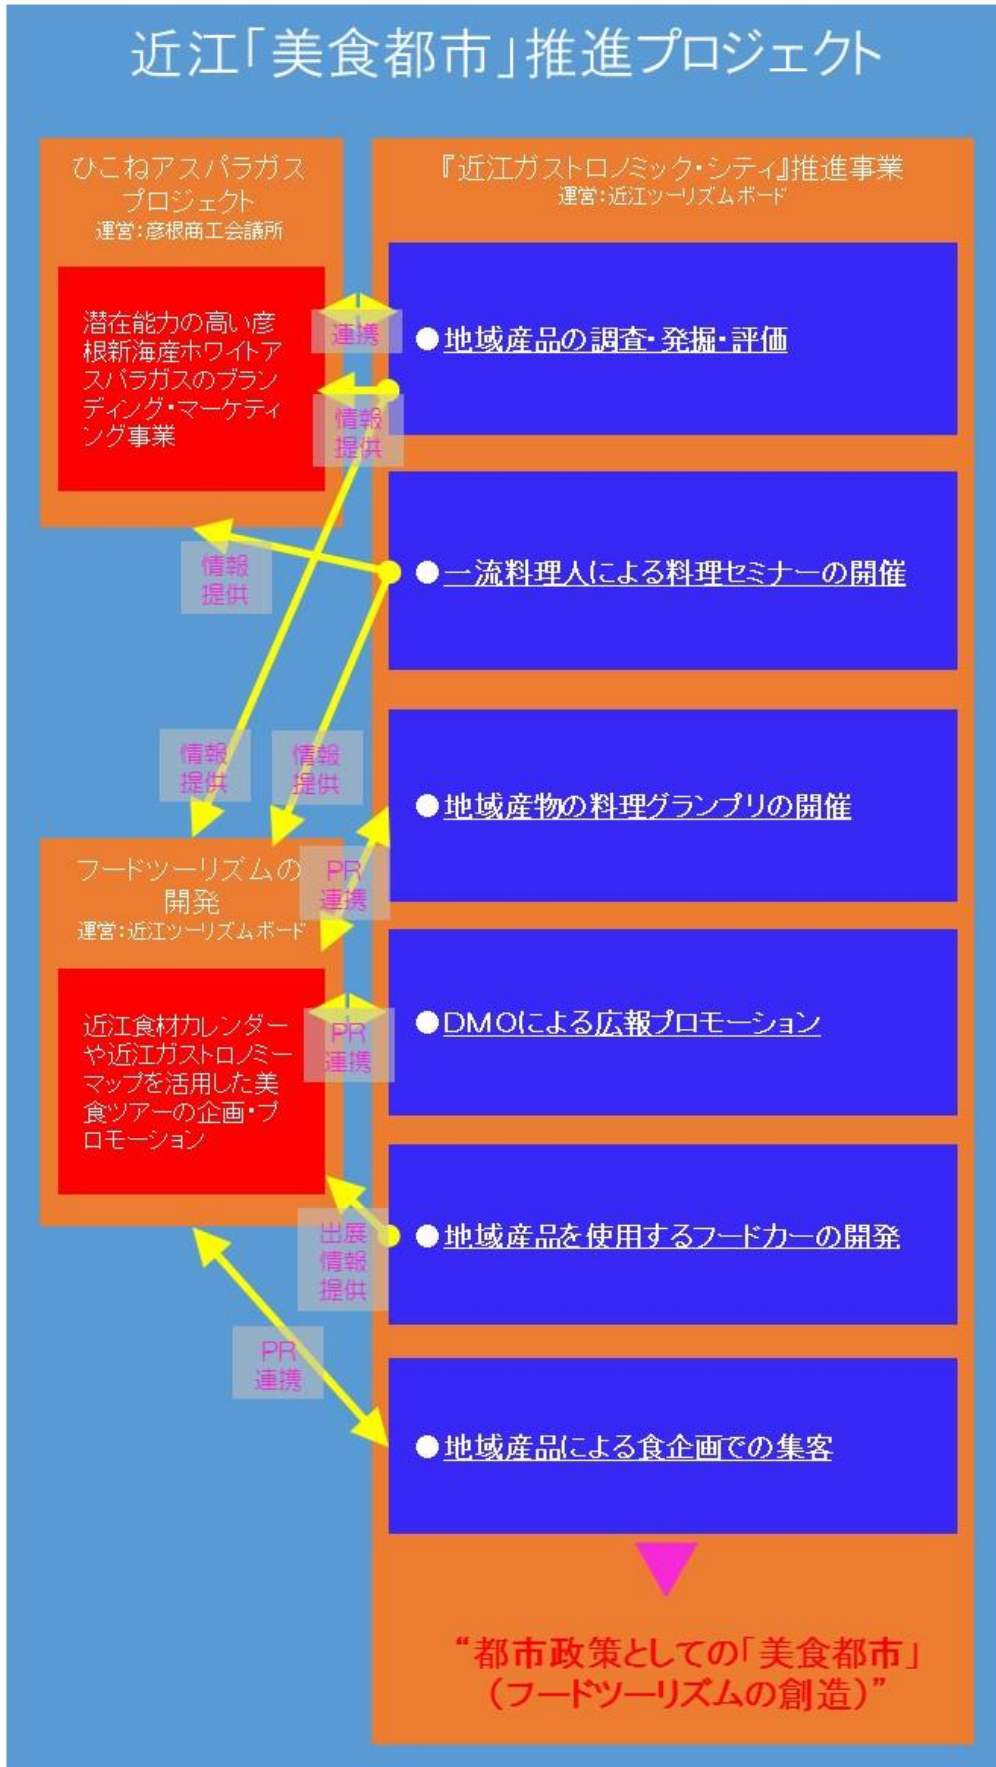 近江「美食都市」推進プロジェクト
ひこねアスパラガス
プロジェクト
運営：彦根商工会議所
潜在能力の高い彦
根新海産ホワイトア
スパラガスのブラン
ディング・マーケティ
ング事業
『近江ガストロノミック・シティ』推進事業
運営：近江ツーリズムボード
連携
●地域産品の調査・発掘・評価
情報
提供
情報
提供
●一流料理人による料理セミナーの開催
情報
提供
情報
提供
●地域産物の料理グランプリの開催
フードツーリズムの
開発
運営：近江ツーリズムボード
PR
連携
近江食材カレンダー
や近江ガストロノミー
マップを活用した美
食ツアーの企画・プ
ロモーション
PR
連携
●DMOによる広報プロモーション
出展
情報
提供
●地域産品を使用するフードカーの開発
PR
連携
●地域産品による食企画での集客
“都市政策としての「美食都市」
（フードツーリズムの創造）”